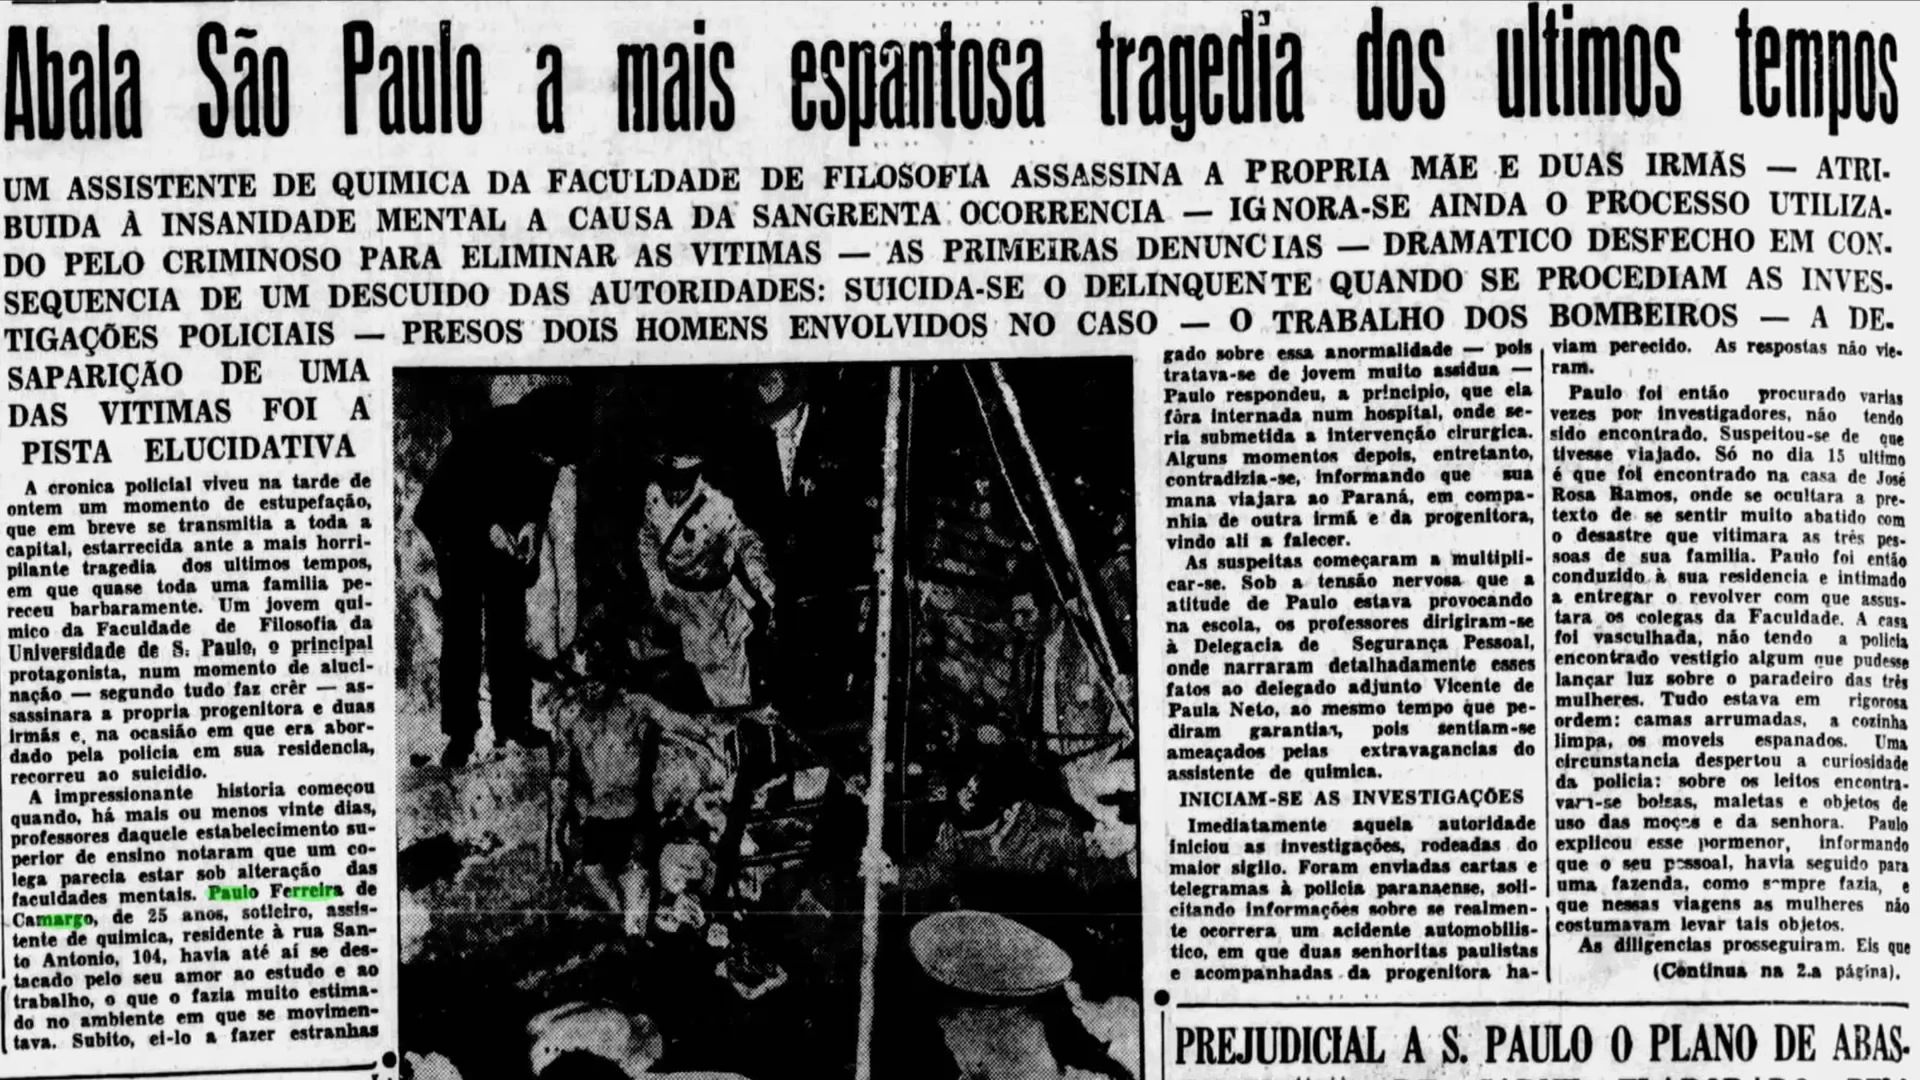 Abala São Paulo a mais espantosa tragedia dos ultimos tempos
UM ASSISTENTE DE QUIMICA DA FACULDADE DE FILOSOFIA ASSASSINA A PROPRIA MÃE E DUAS IRMÃS — ATRI-
BUIDA À INSANIDADE MENTAL A CAUSA DA SANGRENTA OCORRENCIA — IGNORA-SE AINDA O PROCESSO UTILIZA-
DO PELO CRIMINOSO PARA ELIMINAR AS VITIMAS — AS PRIMEIRAS DENUNCIAS — DRAMATICO DESFECHO EM CON-
SEQUENCIA DE UM DESCUIDO DAS AUTORIDADES: SUICIDA-SE O DELINQUENTE QUANDO SE PROCEDIAM AS INVES-
TIGAÇÕES POLICIAIS — PRESOS DOIS HOMENS ENVOLVIDOS NO CASO — O TRABALHO DOS BOMBEIROS — A DE-
SAPARIÇÃO DE UMA
DAS VITIMAS FOI A
PISTA ELUCIDATIVA
A cronica policial viveu na tarde de
ontem um momento de estupefação,
que em breve se transmitia a toda a
capital, estarrecida ante a mais horri-
pilante tragedia dos ultimos tempos,
em que quase toda uma familia pe-
receu barbaramente. Um jovem qui-
mico da Faculdade de Filosofia da
Universidade de S. Paulo, o principal
protagonista, num momento de aluci-
nação — segundo tudo faz crêr — as-
sassinara a propria progenitora e duas
irmãs e, na ocasião em que era abor-
dado pela policia em sua residencia,
recorreu ao suicidio.
A impressionante historia começou
quando, há mais ou menos vinte dias,
professores daquele estabelecimento su-
perior de ensino notaram que um co-
lega parecia estar sob alteração das
faculdades mentais. Paulo Ferreira de
Camargo, de 25 anos, sotleiro, assis-
tente de quimica, residente à rua San-
to Antonio, 104, havia até aí se des-
tacado pelo seu amor ao estudo e ao
trabalho, o que o fazia muito estima-
do no ambiente em que se movimen-
tava. Subito, ei-lo a fazer estranhas
gado sobre essa anormalidade — pois
tratava-se de jovem muito assidua —
Paulo respondeu, a principio, que ela
fôra internada num hospital, onde se-
ria submetida a intervenção cirurgica.
Alguns momentos depois, entretanto,
contradizia-se, informando que sua
mana viajara ao Paraná, em compa-
nhia de outra irmã e da progenitora,
vindo ali a falecer.
As suspeitas começaram a multipli-
car-se. Sob a tensão nervosa que a
atitude de Paulo estava provocando
na escola, os professores dirigiram-se
à Delegacia de Segurança Pessoal,
onde narraram detalhadamente esses
fatos ao delegado adjunto Vicente de
Paula Neto, ao mesmo tempo que pe-
diram garantias, pois sentiam-se
ameaçados pelas extravagancias do
assistente de quimica.
INICIAM-SE AS INVESTIGAÇÕES
Imediatamente aquela autoridade
iniciou as investigações, rodeadas do
maior sigilo. Foram enviadas cartas e
telegramas à policia paranaense, soli-
citando informações sobre se realmen-
te ocorrera um acidente automobilis-
tico, em que duas senhoritas paulistas
e acompanhadas da progenitora ha-
viam perecido. As respostas não vie-
ram.
Paulo foi então procurado varias
vezes por investigadores, não tendo
sido encontrado. Suspeitou-se de que
tivesse viajado. Só no dia 15 ultimo
é que foi encontrado na casa de José
Rosa Ramos, onde se ocultara a pre-
texto de se sentir muito abatido com
o desastre que vitimara as três pes-
soas de sua familia. Paulo foi então
conduzido à sua residencia e intimado
a entregar o revolver com que assus-
tara os colegas da Faculdade. A casa
foi vasculhada, não tendo a policia
encontrado vestigio algum que pudesse
lançar luz sobre o paradeiro das três
mulheres. Tudo estava em rigorosa
ordem: camas arrumadas, a cozinha
limpa, os moveis espanados. Uma
circunstancia despertou a curiosidade
da policia: sobre os leitos encontra-
vam-se bolsas, maletas e objetos de
uso das moças e da senhora. Paulo
explicou esse pormenor, informando
que o seu pessoal, havia seguido para
uma fazenda, como sempre fazia, e
que nessas viagens as mulheres não
costumavam levar tais objetos.
As diligencias prosseguiram. Eis que
(Continua na 2.a página).
PREJUDICIAL A S. PAULO O PLANO DE ABAS-